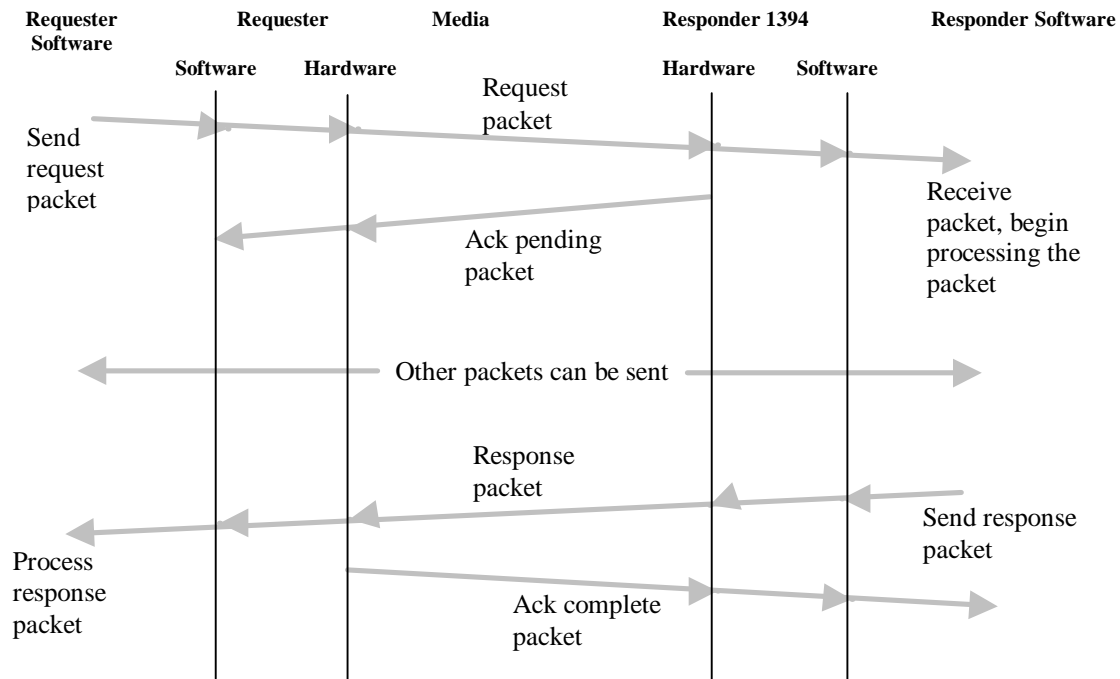 Requester
Software
Requester
Media
Responder 1394
Responder Software
Software
Hardware
Hardware
Software
Request
packet
Send
request
packet
Receive
packet, begin
processing the
packet
Ack pending
packet
Other packets can be sent
Response
packet
Send response
packet
Process
response
packet
Ack complete
packet